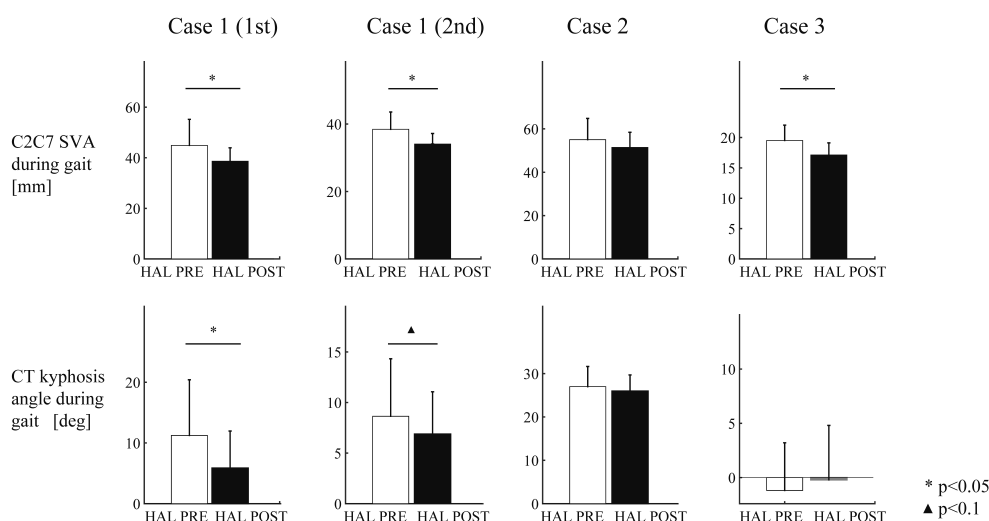 Case 1 (1st) Case 1 (2nd) Case 2 Case 3
C2C7 SVA
during gait
[mm]
*
60
40
20
0
HAL PRE HAL POST
*
40
20
0
HAL PRE HAL POST
60
40
20
0
HAL PRE HAL POST
*
20
15
10
5
0
HAL PRE HAL POST
CT kyphosis
angle during
gait [deg]
*
20
10
0
HAL PRE HAL POST
▲
15
10
5
0
HAL PRE HAL POST
30
20
10
0
HAL PRE HAL POST
10
5
0
HAL PRE HAL POST
* p<0.05
▲ p<0.1